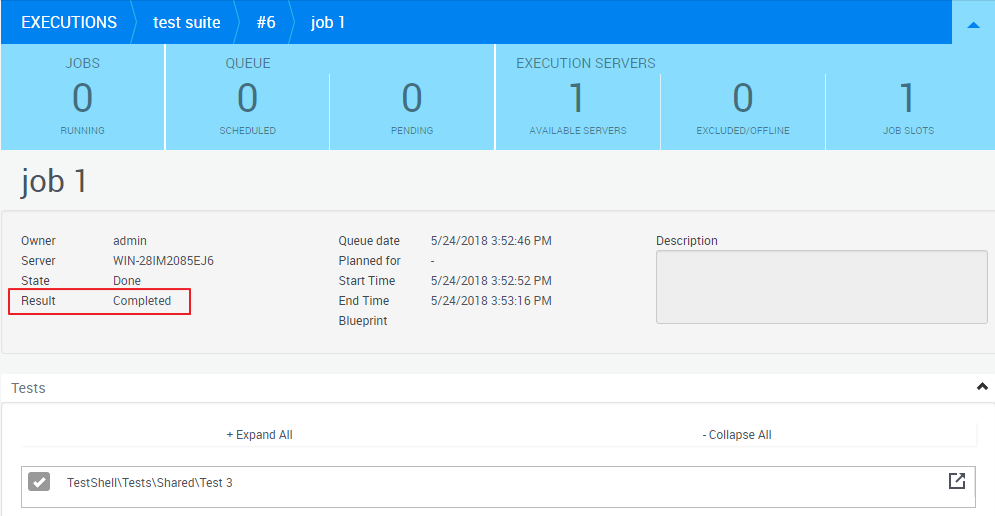 EXECUTIONS test suite #6 job 1
JOBS QUEUE EXECUTION SERVERS
0 0 0 1 0 1
RUNNING SCHEDULED PENDING AVAILABLE SERVERS EXCLUDED/OFFLINE JOB SLOTS
job 1
Owner admin Queue date 5/24/2018 3:52:46 PM Description
Server WIN-28IM2085EJ6 Planned for -
State Done Start Time 5/24/2018 3:52:52 PM
Result Completed End Time 5/24/2018 3:53:16 PM
Blueprint
Tests
+ Expand All - Collapse All
TestShell\Tests\Shared\Test 3